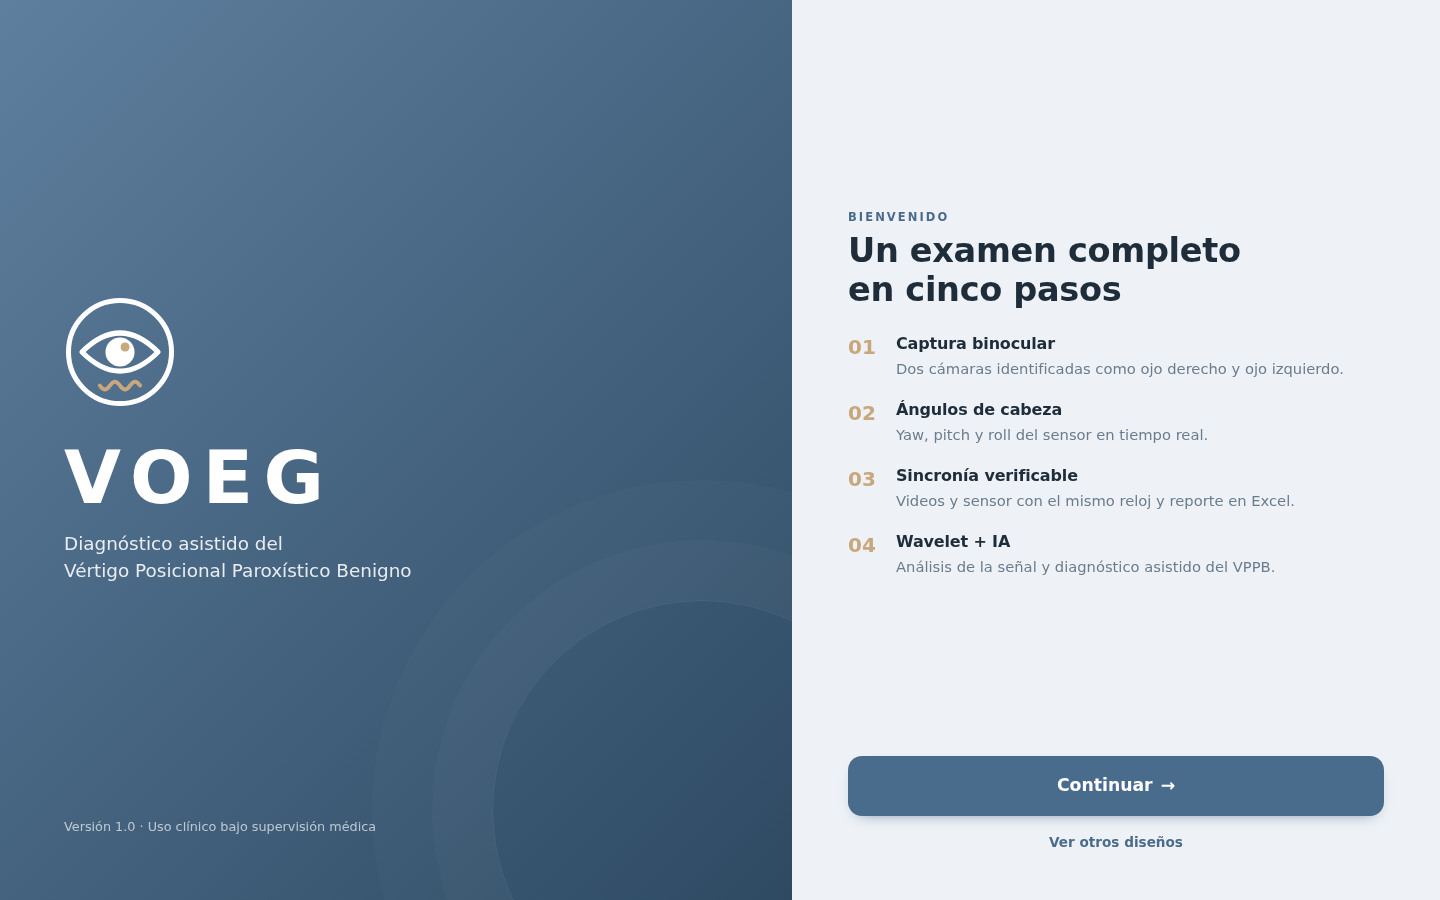 VOEG
Diagnóstico asistido del
Vértigo Posicional Paroxístico Benigno
Versión 1.0 · Uso clínico bajo supervisión médica
BIENVENIDO
Un examen completo
en cinco pasos
01
Captura binocular
Dos cámaras identificadas como ojo derecho y ojo izquierdo.
02
Ángulos de cabeza
Yaw, pitch y roll del sensor en tiempo real.
03
Sincronía verificable
Videos y sensor con el mismo reloj y reporte en Excel.
04
Wavelet + IA
Análisis de la señal y diagnóstico asistido del VPPB.
Continuar →
Ver otros diseños